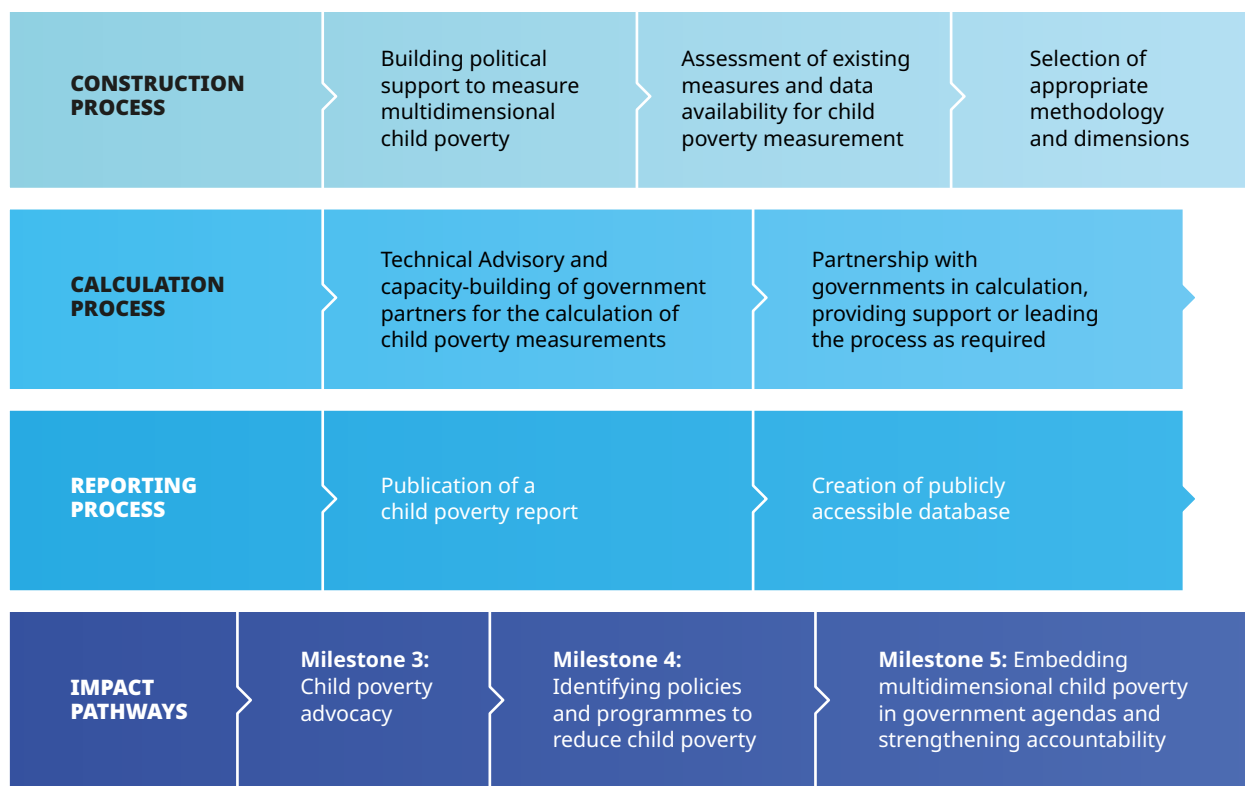 CONSTRUCTION
PROCESS
Building political
support to measure
multidimensional
child poverty
Assessment of existing
measures and data
availability for child
poverty measurement
Selection of
appropriate
methodology
and dimensions
CALCULATION
PROCESS
Technical Advisory and
capacity-building of government
partners for the calculation of
child poverty measurements
Partnership with
governments in calculation,
providing support or leading
the process as required
REPORTING
PROCESS
Publication of a
child poverty report
Creation of publicly
accessible database
IMPACT
PATHWAYS
Milestone 3:
Child poverty
advocacy
Milestone 4:
Identifying policies
and programmes to
reduce child poverty
Milestone 5: Embedding
multidimensional child poverty
in government agendas and
strengthening accountability